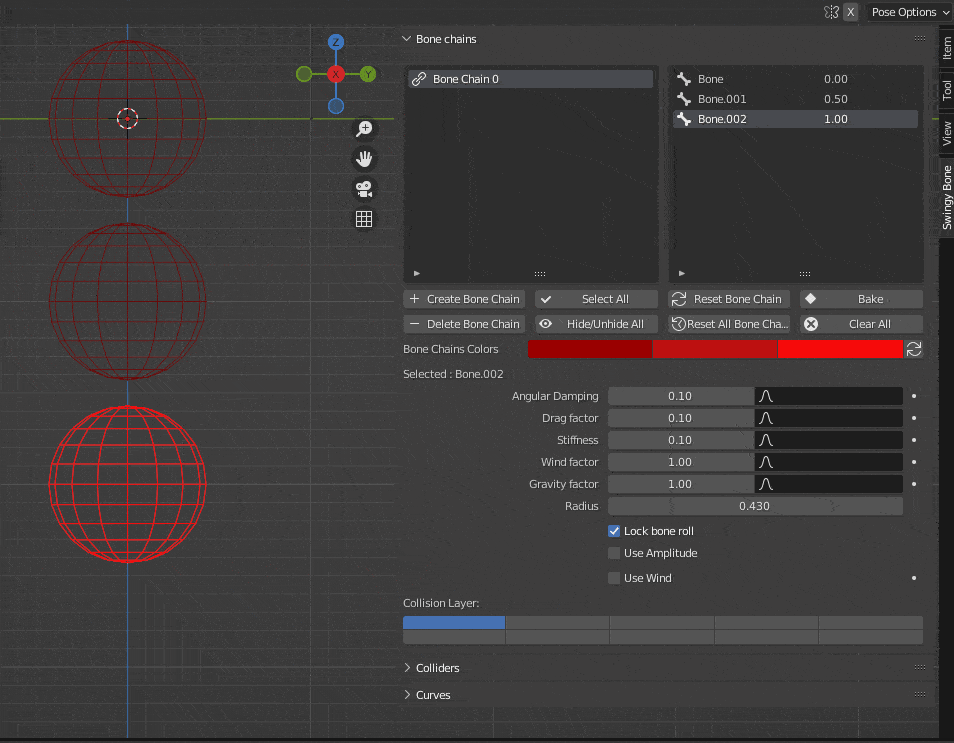 X Pose Options
Bone chains
Z
X Y
Bone Chain 0
Bone 0.00
Bone.001 0.50
Bone.002 1.00
Create Bone Chain Select All Reset Bone Chain Bake
Delete Bone Chain Hide/Unhide All Reset All Bone Cha... Clear All
Bone Chains Colors
Selected : Bone.002
Angular Damping 0.10
Drag factor 0.10
Stiffness 0.10
Wind factor 1.00
Gravity factor 1.00
Radius 0.430
Lock bone roll
Use Amplitude
Use Wind
Collision Layer:
Colliders
Curves
Item
Tool
View
Swingy Bone